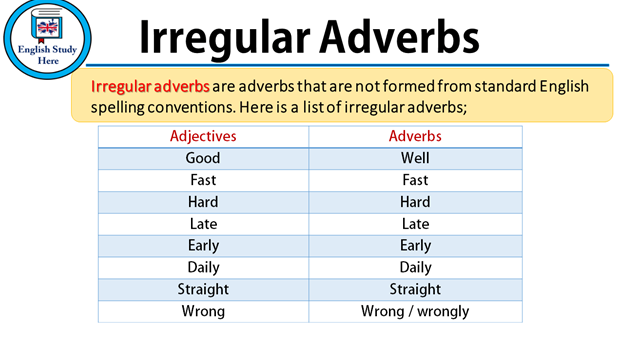 English Study
Here
Irregular Adverbs
Irregular adverbs are adverbs that are not formed from standard English
spelling conventions. Here is a list of irregular adverbs;
Adjectives Adverbs
Good Well
Fast Fast
Hard Hard
Late Late
Early Early
Daily Daily
Straight Straight
Wrong Wrong / wrongly